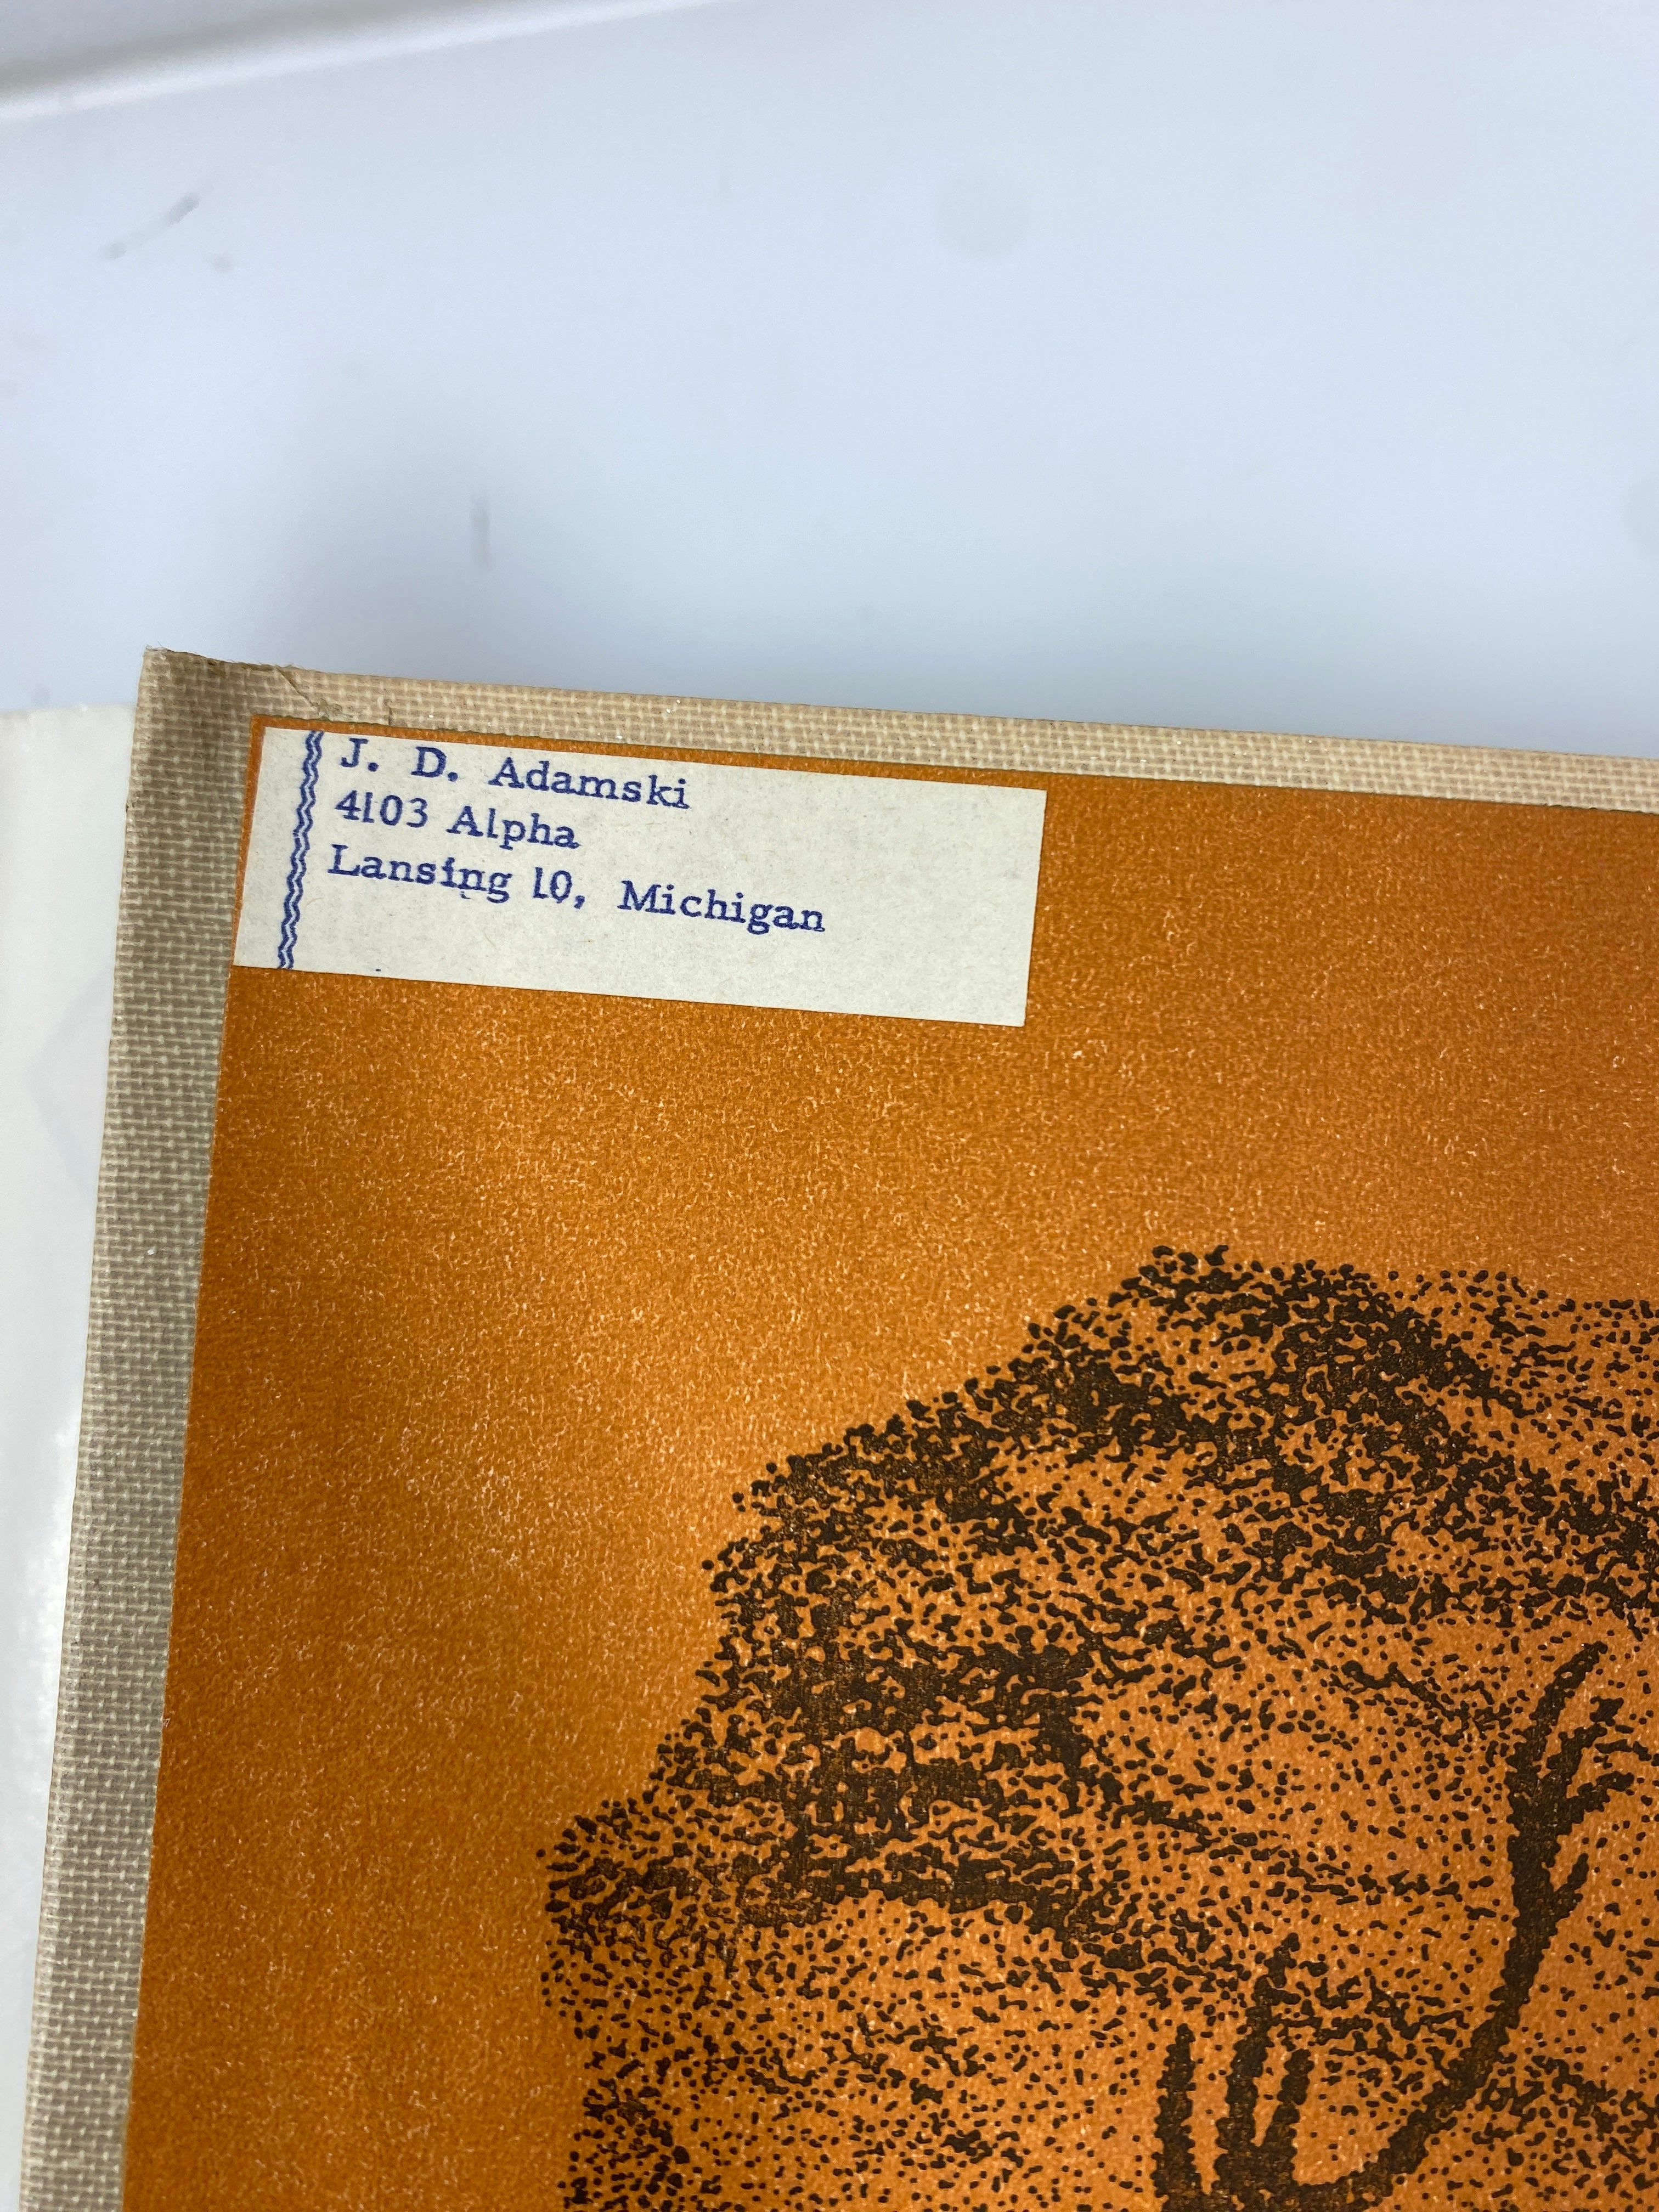 J. D. Adamski
4103 Alpha
Lansing 10, Michigan